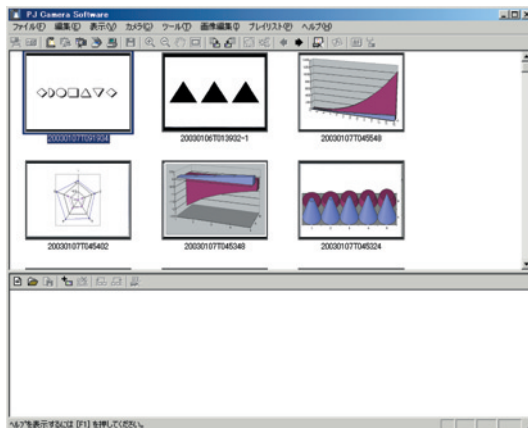 PJ Camera Software
ファイル(F) 編集(E) 表示(V) カメラ(C) ツール(T) 画像編集(I) プレイリスト(P) ヘルプ(H)
20030107T091904 20030106T013932-1 20030107T045548
20030107T045402 20030107T045348 20030107T045324
ヘルプを表示するには [F1] を押してください。